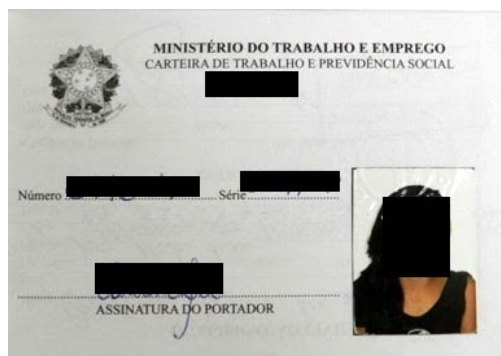 MINISTÉRIO DO TRABALHO E EMPREGO
CARTEIRA DE TRABALHO E PREVIDÊNCIA SOCIAL
Número Série
ASSINATURA DO PORTADOR